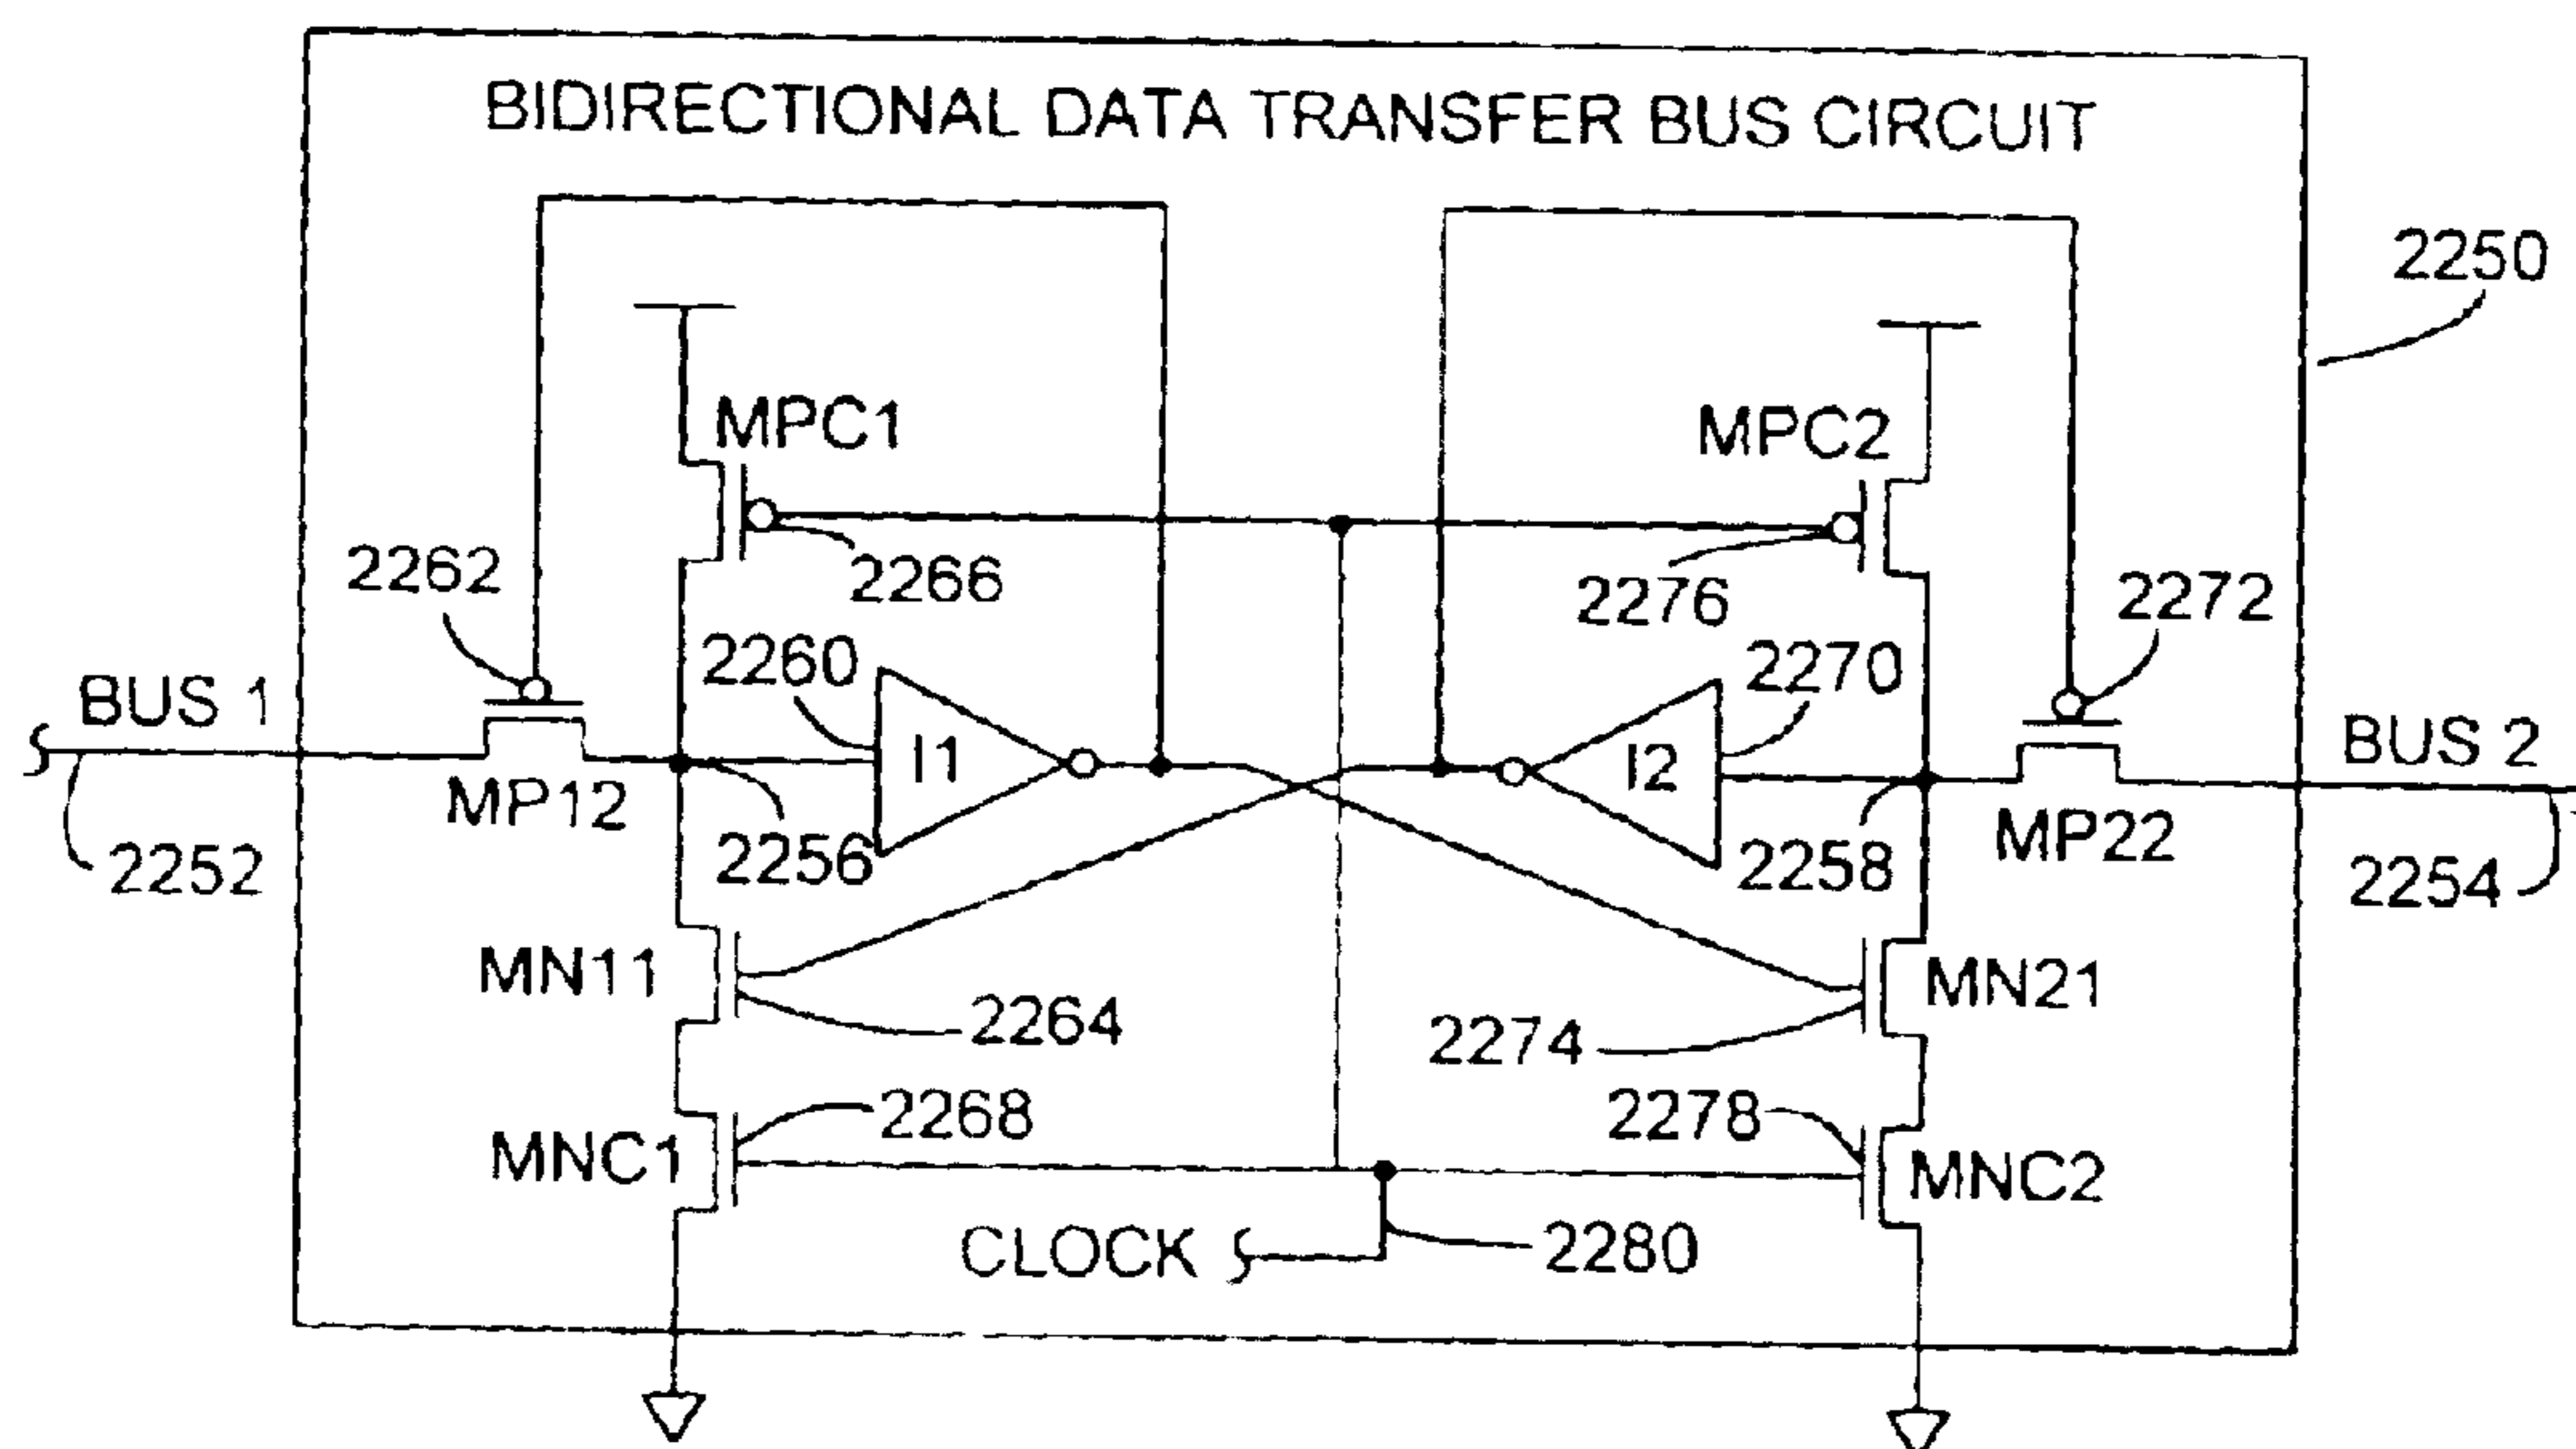 BIDIRECTIONAL DATA TRANSFER BUS CIRCUIT
2250
MPC1
MPC2
2262
2266
2276
2272
2260
2270
BUS 1
I1
I2
BUS 2
MP12
2256
2258
MP22
2252
2254
MN11
MN21
2264
2274
2268
2278
MNC1
MNC2
CLOCK
2280